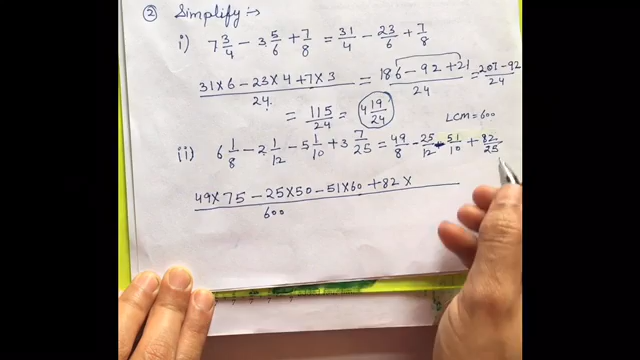 ② Simplify :-
i) 7 3/4 - 3 5/6 + 7/8 = 31/4 - 23/6 + 7/8
31×6 - 23×4 + 7×3 / 24 = 186 - 92 + 21 / 24 = 207-92 / 24
= 115/24 = 4 19/24
LCM = 600
ii) 6 1/8 - 2 1/12 - 5 1/10 + 3 7/25 = 49/8 - 25/12 - 51/10 + 82/25
49×75 - 25×50 - 51×60 + 82× / 600